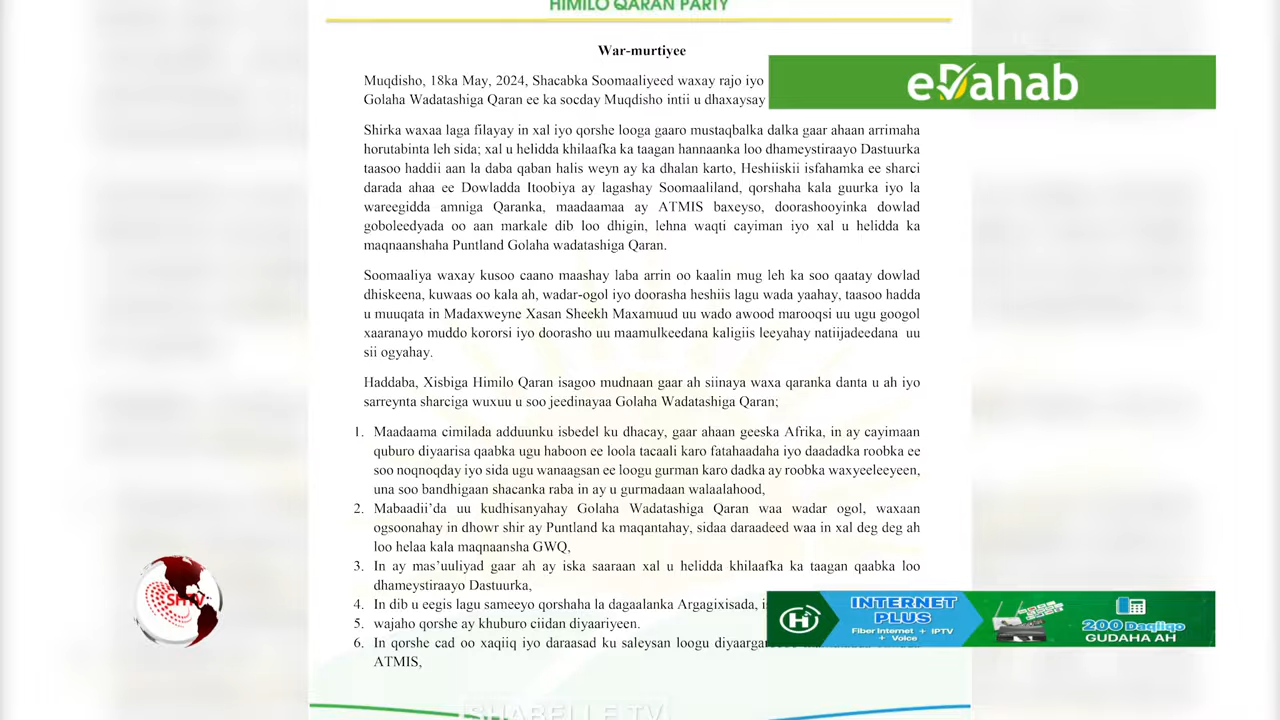 HIMILO QARAN PARTY
War-murtiyee
Muqdisho, 18ka May, 2024, Shacabka Soomaaliyeed waxay rajo iyo
Golaha Wadatashiga Qaran ee ka socday Muqdisho intii u dhaxaysay
eDahab
Shirka waxaa laga filayay in xal iyo qorshe looga gaaro mustaqbalka dalka gaar ahaan arrimaha
horutabinta leh sida; xal u helidda khilaafka ka taagan hannaanka loo dhameystiraayo Dastuurka
taasoo haddii aan la daba qaban halis weyn ay ka dhalan karto, Heshiiskii isfahamka ee sharci
darada ahaa ee Dowladda Itoobiya ay lagashay Soomaaliland, qorshaha kala guurka iyo la
wareegidda amniga Qaranka, maadaamaa ay ATMIS baxeyso, doorashooyinka dowlad
goboleedyada oo aan markale dib loo dhigin, lehna waqti cayiman iyo xal u helidda ka
maqnaanshaha Puntland Golaha wadatashiga Qaran.
Soomaaliya waxay kusoo caano maashay laba arrin oo kaalin mug leh ka soo qaatay dowlad
dhiskeena, kuwaas oo kala ah, wadar-ogol iyo doorasha heshiis lagu wada yaahay, taasoo hadda
u muuqata in Madaxweyne Xasan Sheekh Maxamuud uu wado awood marooqsi uu ugu googol
xaaranayo muddo kororsi iyo doorasho uu maamulkeedana kaligiis leeyahay natiijadeedana uu
sii ogyahay.
Haddaba, Xisbiga Himilo Qaran isagoo mudnaan gaar ah siinaya waxa qaranka danta u ah iyo
sarreynta sharciga wuxuu u soo jeedinayaa Golaha Wadatashiga Qaran;
1. Maadaama cimilada adduunku isbedel ku dhacay, gaar ahaan geeska Afrika, in ay cayimaan
quburo diyaarisa qaabka ugu haboon ee loola tacaali karo fatahaadaha iyo daadadka roobka ee
soo noqnoqday iyo sida ugu wanaagsan ee loogu gurman karo dadka ay roobka waxyeeleeyeen,
una soo bandhigaan shacanka raba in ay u gurmadaan walaalahood,
2. Mabaadii'da uu kudhisanyahay Golaha Wadatashiga Qaran waa wadar ogol, waxaan
ogsoonahay in dhowr shir ay Puntland ka maqantahay, sidaa daraadeed waa in xal deg deg ah
loo helaa kala maqnaansha GWQ,
3. In ay mas'uuliyad gaar ah ay iska saaraan xal u helidda khilaafka ka taagan qaabka loo
dhameystiraayo Dastuurka,
4. In dib u eegis lagu sameeyo qorshaha la dagaalanka Argagixisada,
5. wajaho qorshe ay khuburo ciidan diyaariyeen.
6. In qorshe cad oo xaqiiq iyo daraasad ku saleysan loogu
ATMIS,
SHTV
INTERNET
PLUS
Fiber Internet + IPTV
+ Voice
200 Daqiiqo
GUDAHA AH
SHABELLE TV